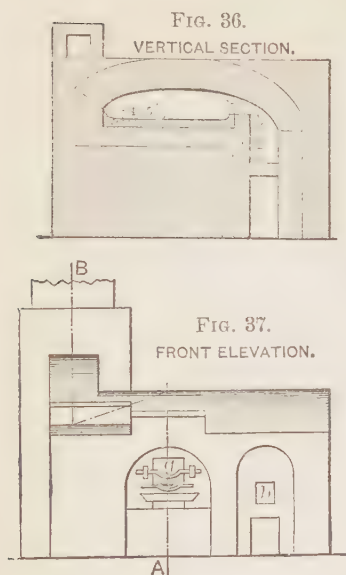 FIG. 36.
VERTICAL SECTION.
B
FIG. 37.
FRONT ELEVATION.
a
b
A